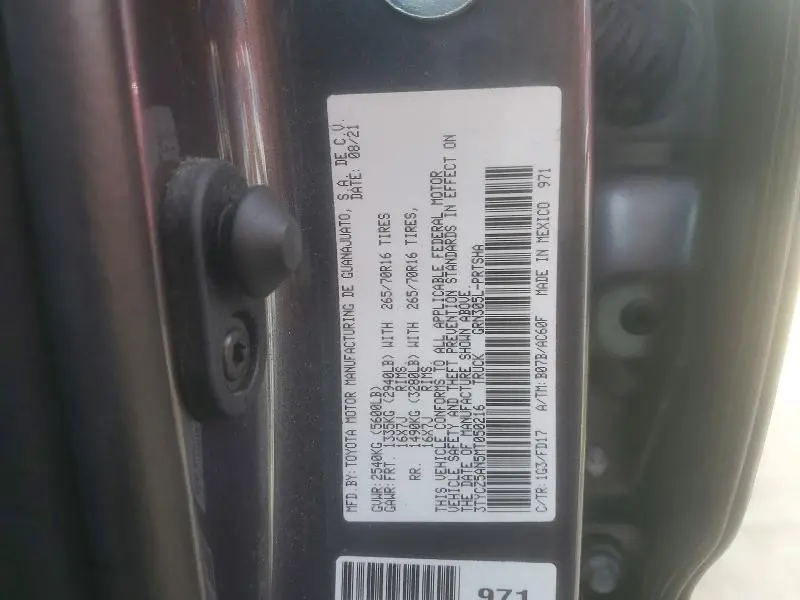 MFD.BY: TOYOTA MOTOR MANUFACTURING DE GUANAJUATO, S.A. DE C.V.
DATE: 08/21
GVWR: 2540KG (5600LB)
GAWR: FRT. 1335KG (2940LB) WITH 265/70R16 TIRES
16X7J RIMS,
RR. 1490KG (3280LB) WITH 265/70R16 TIRES,
16X7J RIMS,
THIS VEHICLE CONFORMS TO ALL APPLICABLE FEDERAL MOTOR
VEHICLE SAFETY AND THEFT PREVENTION STANDARDS IN EFFECT ON
THE DATE OF MANUFACTURE SHOWN ABOVE
3TYCZ5AN5MT050216 TRUCK GRN305L-PRTSHA
C/TR: 1G3/FD17 A/TM: B07B/AC60F MADE IN MEXICO 971
971